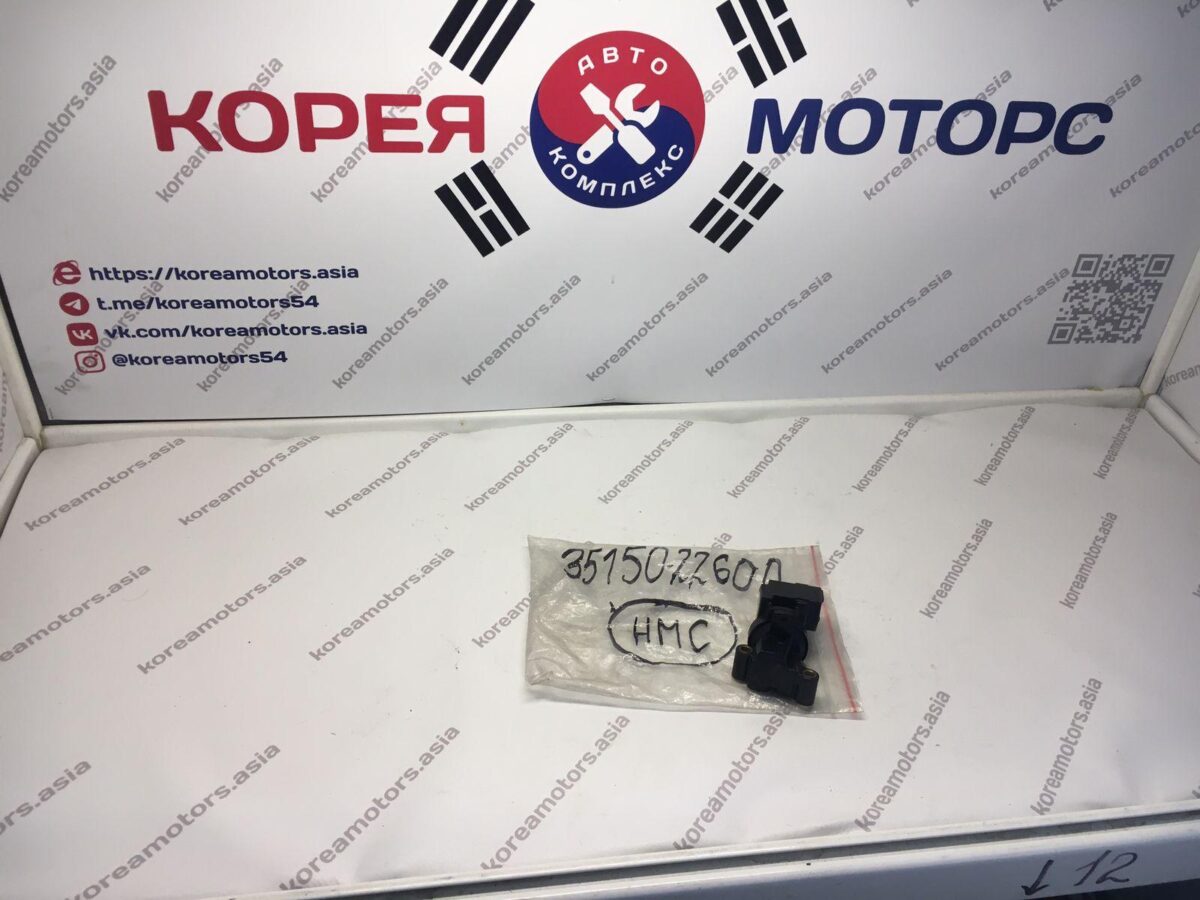 КОРЕЯ
АВТО
КОМПЛЕКС
МОТОРС
https://koreamotors.asia
t.me/koreamotors54
vk.com/koreamotors.asia
@koreamotors54
koreamotors.asia
3515022600
HMC
↓ 12